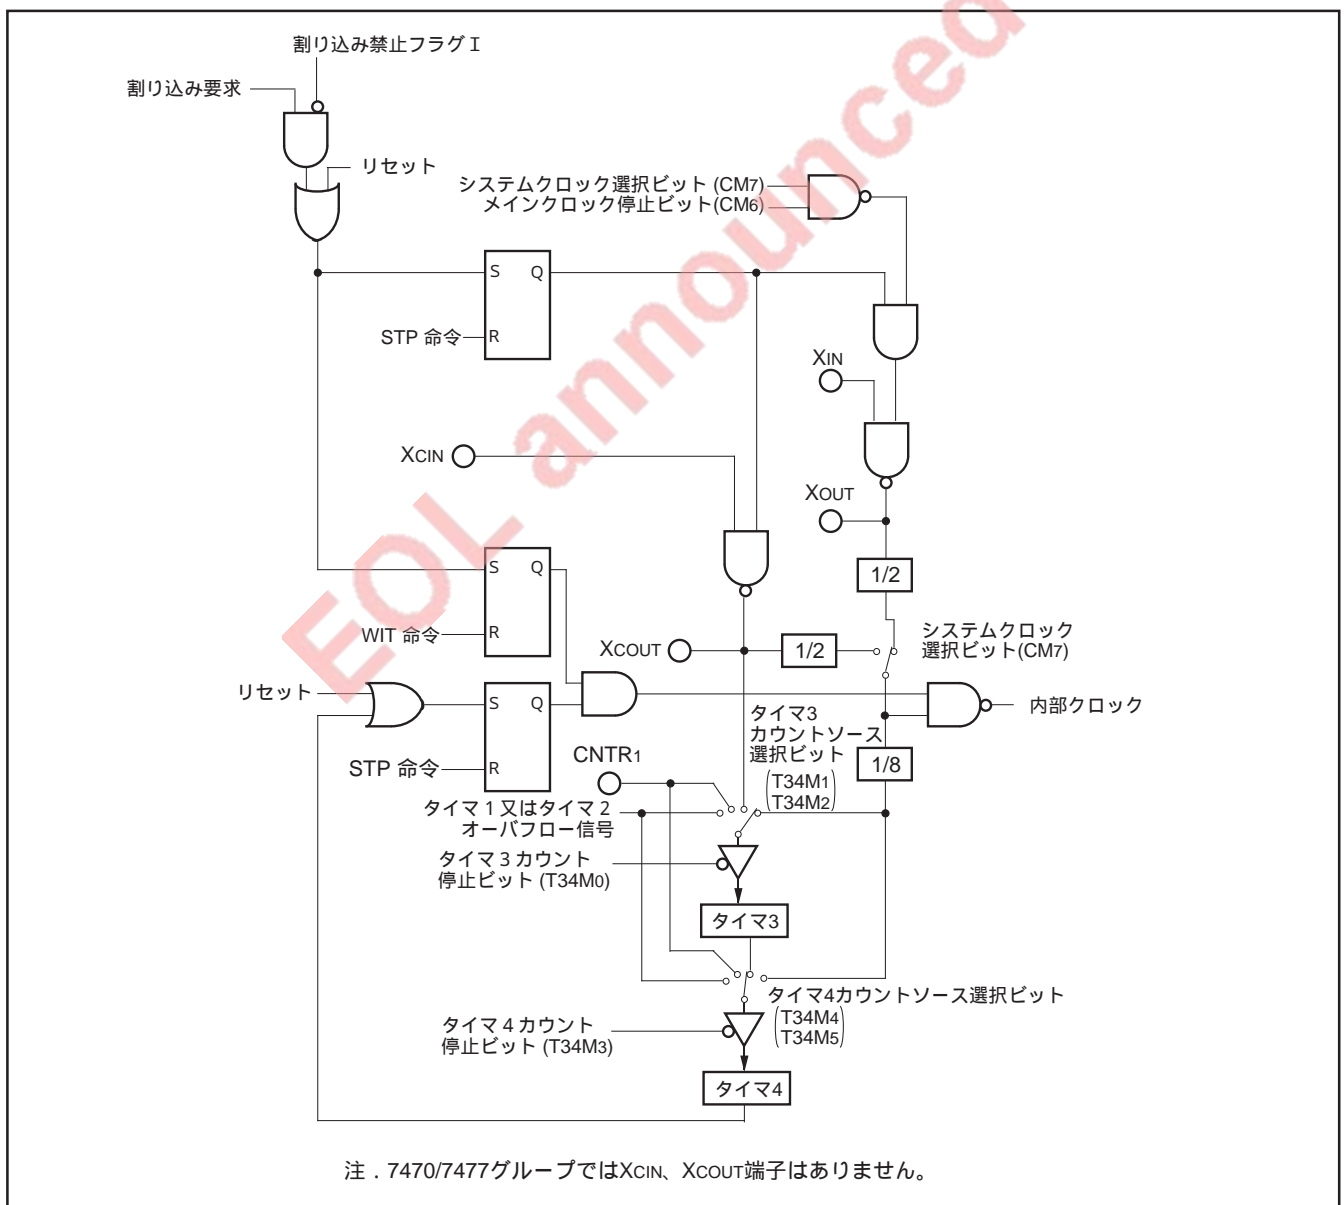 割り込み禁止フラグ I
割り込み要求
リセット
システムクロック選択ビット (CM7)
メインクロック停止ビット(CM6)
S Q
STP 命令
R
XIN
XCIN
XOUT
1/2
S Q
WIT 命令
R
XCOUT
1/2
システムクロック
選択ビット(CM7)
リセット
S Q
STP 命令
R
内部クロック
タイマ3
カウントソース
選択ビット
(T34M1
T34M2)
1/8
CNTR1
タイマ 1 又はタイマ 2
オーバフロー信号
タイマ 3 カウント
停止ビット (T34M0)
タイマ3
タイマ4カウントソース選択ビット
(T34M4
T34M5)
タイマ 4 カウント
停止ビット (T34M3)
タイマ4
注．7470/7477グループではXCIN、XCOUT端子はありません。
EOL announced